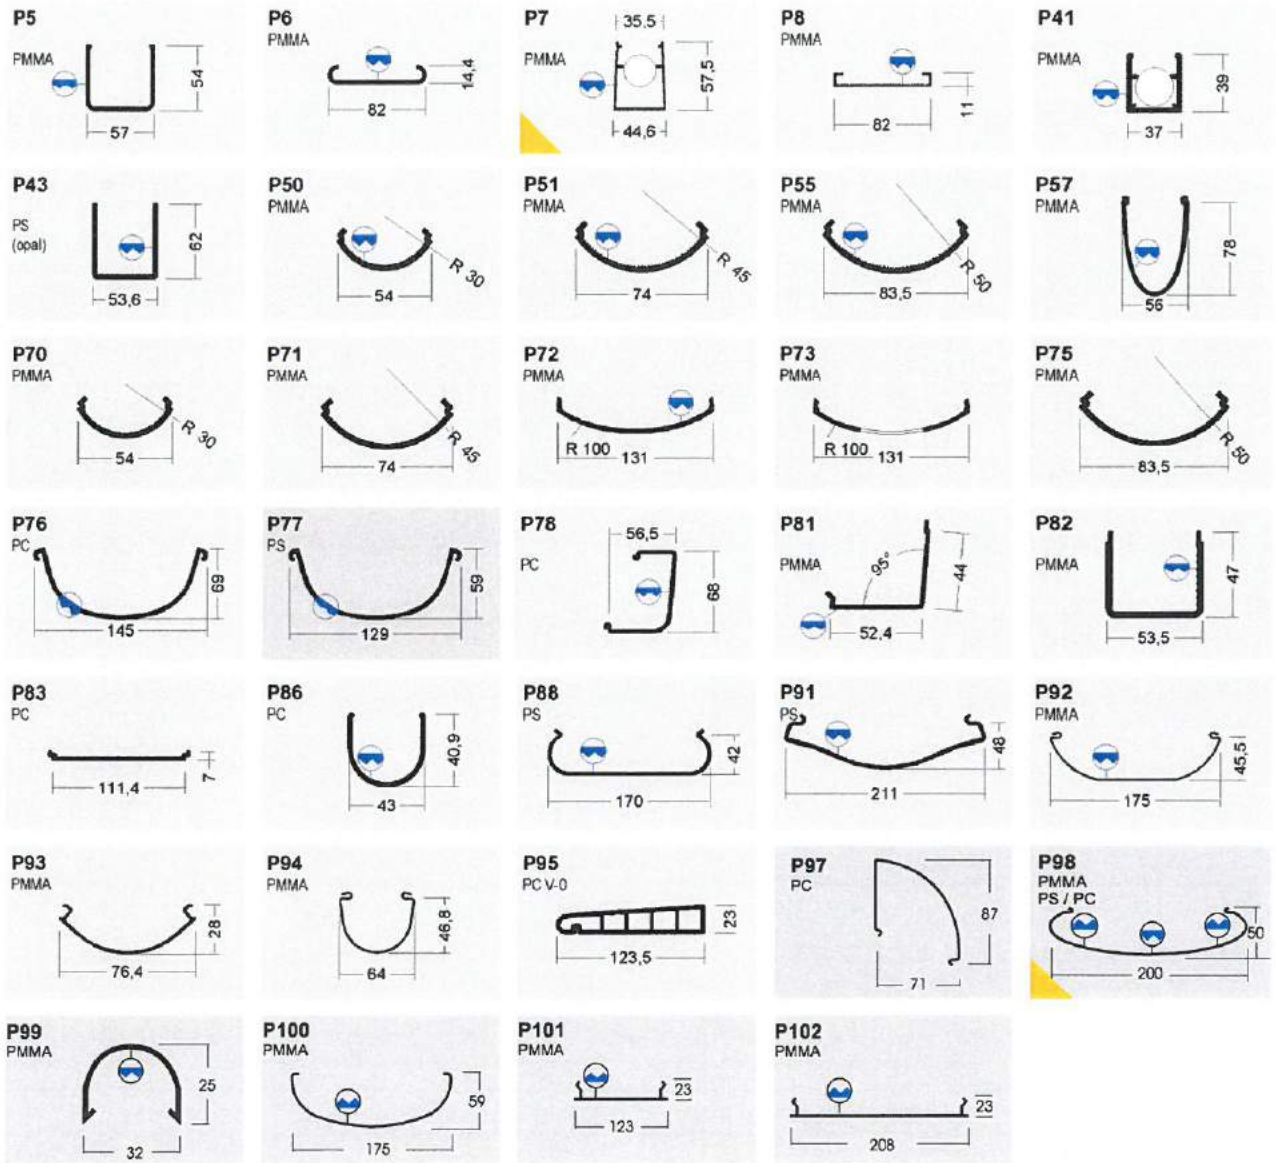 P5
PMMA
54
57
P6
PMMA
14,4
82
P7
35,5
PMMA
57,5
44,6
P8
PMMA
82
11
P41
PMMA
39
37
P43
PS
(opal)
62
53,6
P50
PMMA
R 30
54
P51
PMMA
R 45
74
P55
PMMA
R 50
83,5
P57
PMMA
78
56
P70
PMMA
R 30
54
P71
PMMA
R 45
74
P72
PMMA
R 100
131
P73
PMMA
R 100
131
P75
PMMA
R 50
83,5
P76
PC
69
145
P77
PS
59
129
P78
56,5
PC
68
P81
95°
PMMA
44
52,4
P82
PMMA
47
53,5
P83
PC
7
111,4
P86
PC
40,9
43
P88
PS
42
170
P91
PS
48
211
P92
PMMA
45,5
175
P93
PMMA
28
76,4
P94
PMMA
46,8
64
P95
PC V-0
23
123,5
P97
PC
87
71
P98
PMMA
PS / PC
50
200
P99
PMMA
25
32
P100
PMMA
59
175
P101
PMMA
23
123
P102
PMMA
23
208